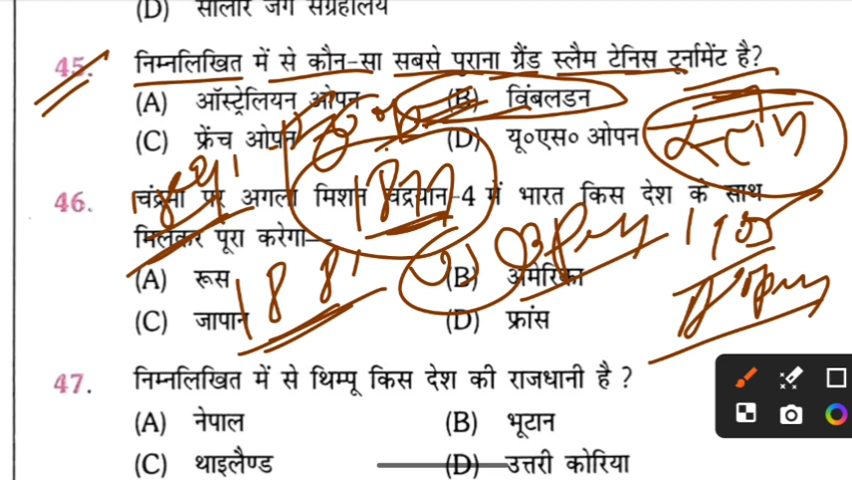 (D) सालार जंग संग्रहालय
45. निम्नलिखित में से कौन-सा सबसे पुराना ग्रैंड स्लैम टेनिस टूर्नामेंट है?
(A) ऑस्ट्रेलियन ओपन (B) विंबलडन
(C) फ्रेंच ओपन (D) यू०एस० ओपन
46. चंद्रमा पर अगला मिशन चंद्रयान-4 में भारत किस देश के साथ
मिलकर पूरा करेगा—
(A) रूस (B) अमेरिका
(C) जापान (D) फ्रांस
47. निम्नलिखित में से थिम्पू किस देश की राजधानी है ?
(A) नेपाल (B) भूटान
(C) थाइलैण्ड (D) उत्तरी कोरिया